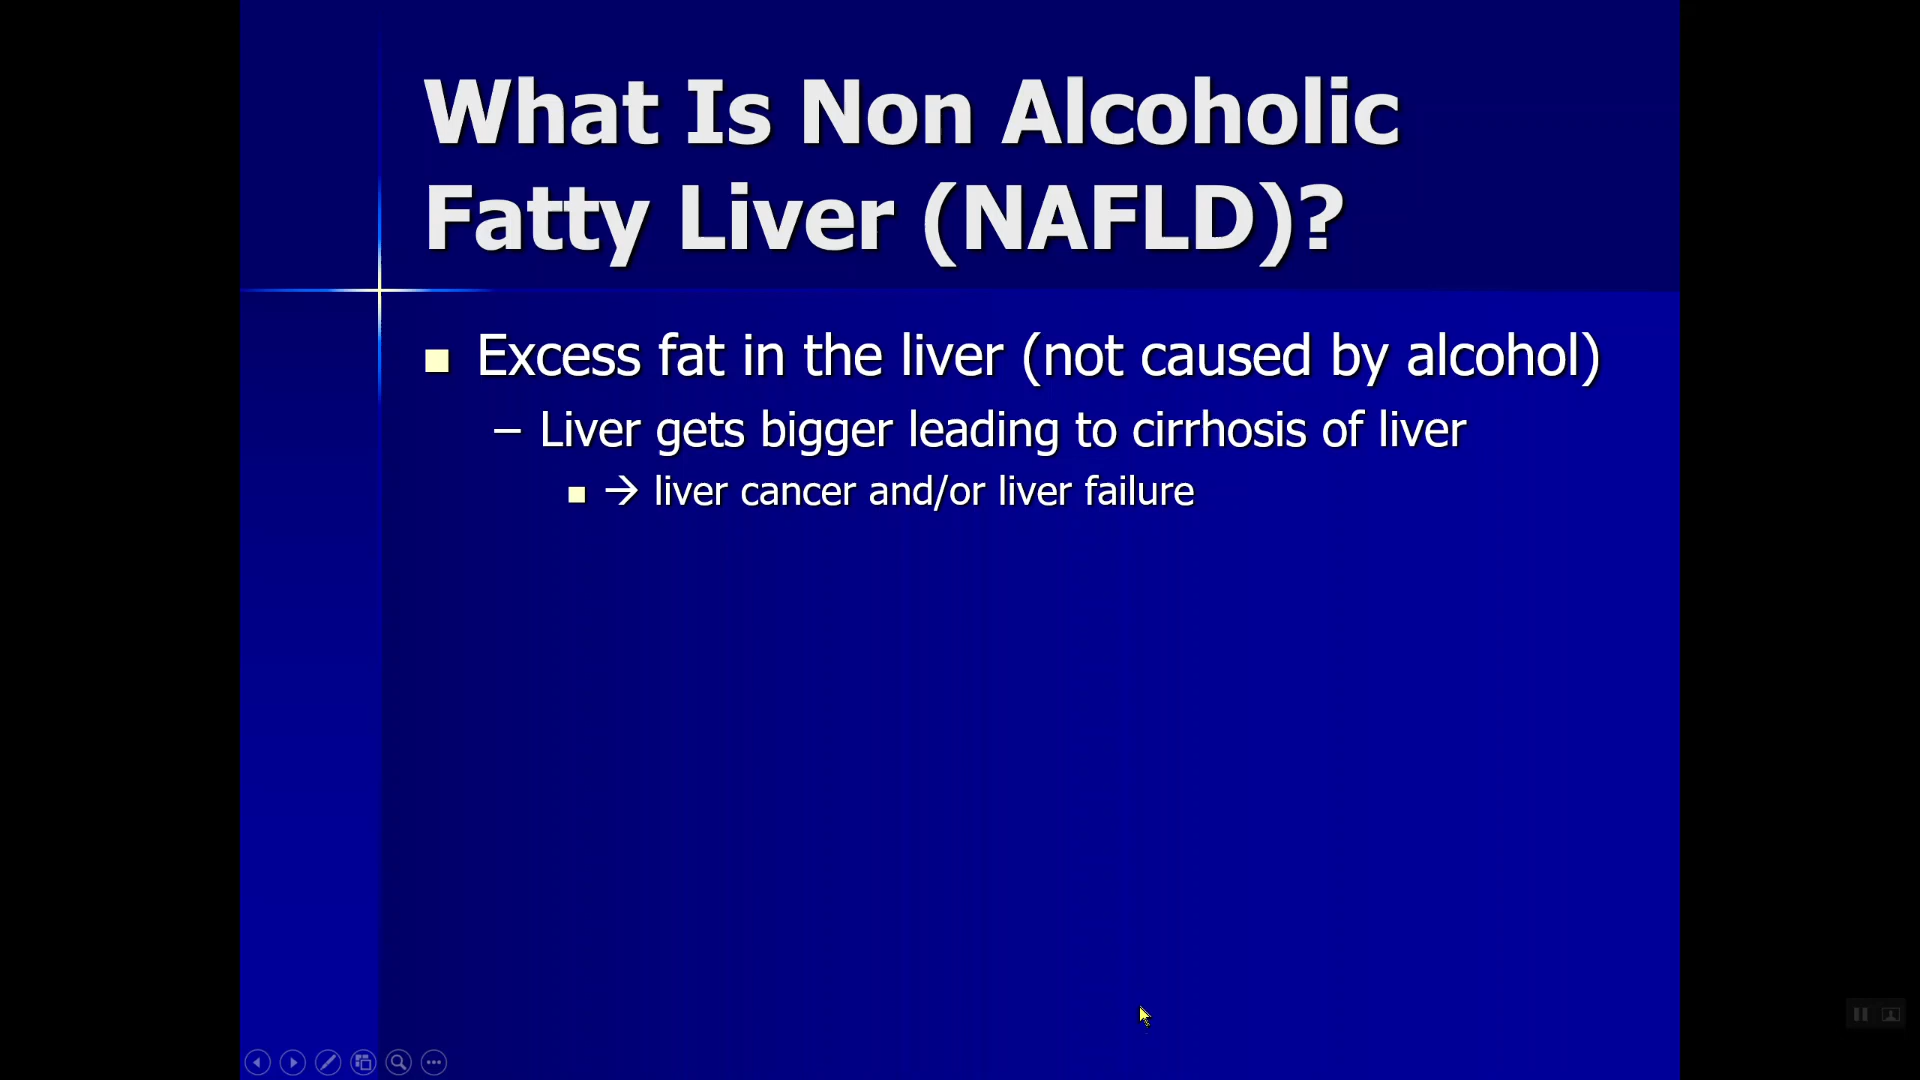 What Is Non Alcoholic
Fatty Liver (NAFLD)?
■ Excess fat in the liver (not caused by alcohol)
– Liver gets bigger leading to cirrhosis of liver
■ → liver cancer and/or liver failure